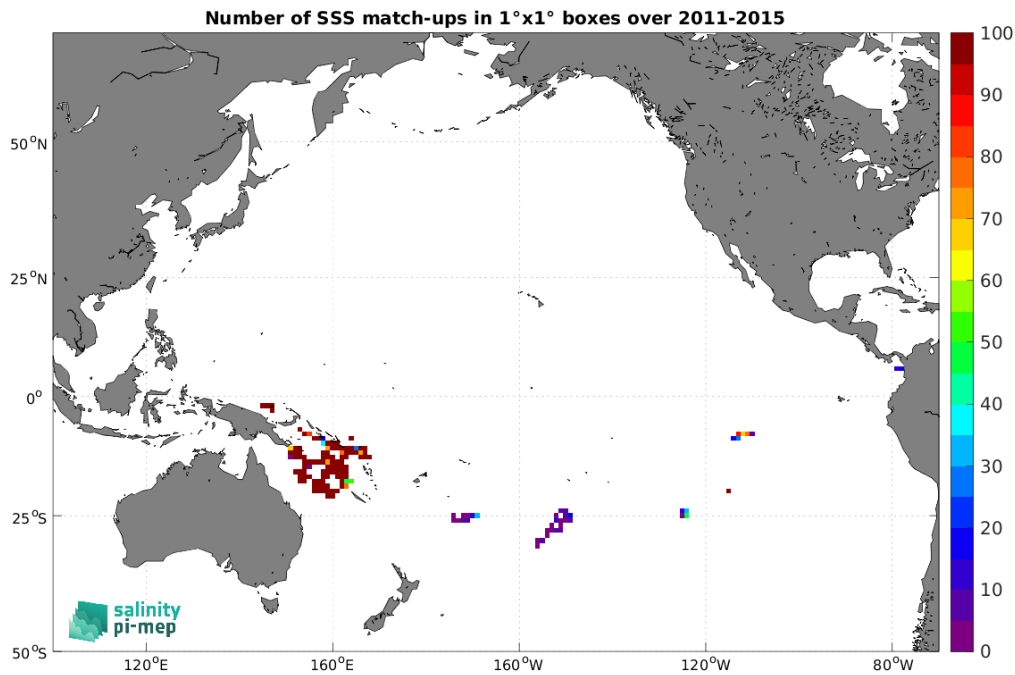 Number of SSS match-ups in 1°x1° boxes over 2011-2015
50°N
25°N
0°
25°S
50°S
120°E
160°E
160°W
120°W
80°W
100
90
80
70
60
50
40
30
20
10
0
salinity
pi-mep